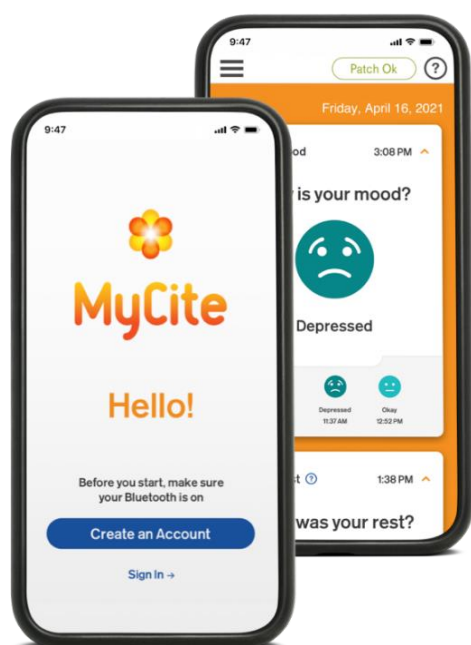 9:47
MyCite
Hello!
Before you start, make sure
your Bluetooth is on
Create an Account
Sign In →
9:47
Patch Ok ?
Friday, April 16, 2021
3:08 PM
is your mood?
Depressed
Depressed
Okay
11:37 AM
12:52 PM
?
1:38 PM
was your rest?